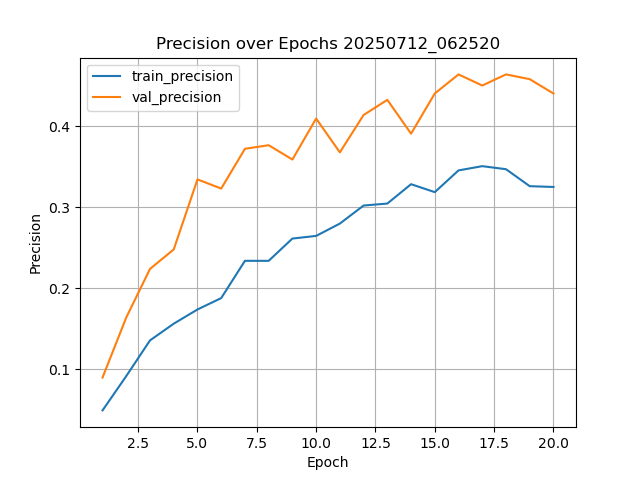 Precision over Epochs 20250712_062520
train_precision
val_precision
0.4
0.3
0.2
0.1
Precision
2.5 5.0 7.5 10.0 12.5 15.0 17.5 20.0
Epoch